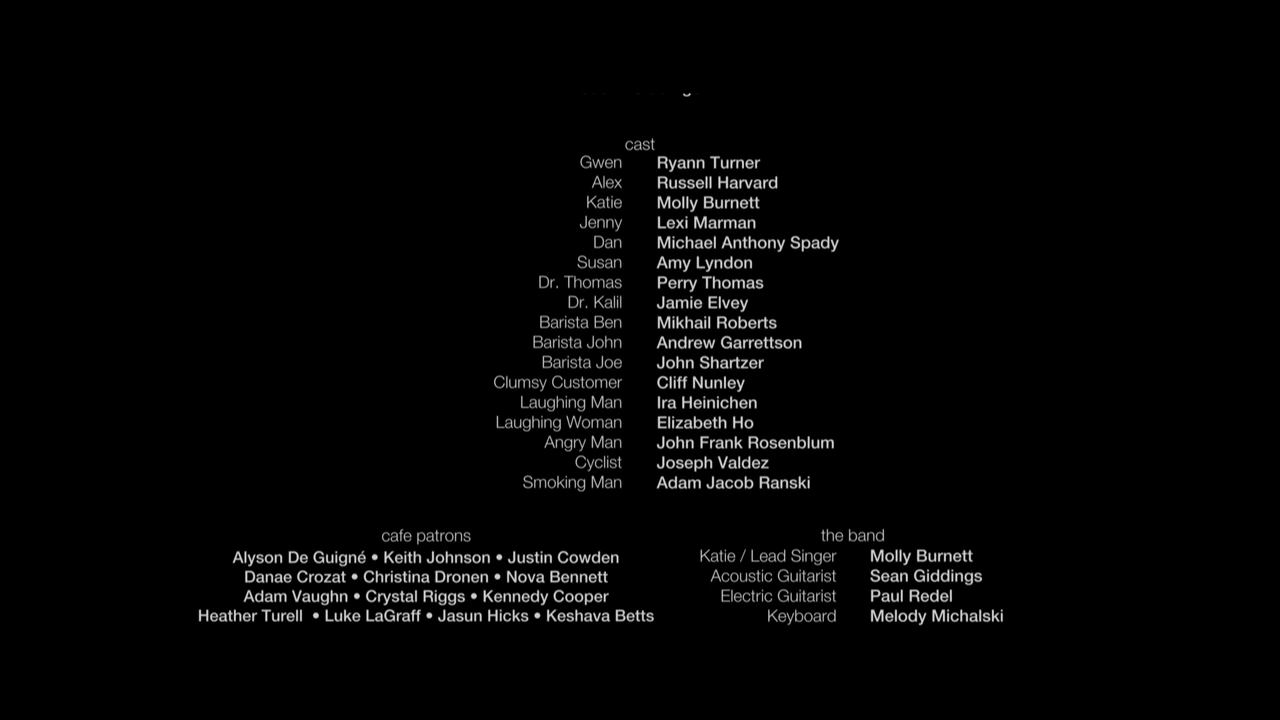 cast
Gwen Ryann Turner
Alex Russell Harvard
Katie Molly Burnett
Jenny Lexi Marman
Dan Michael Anthony Spady
Susan Amy Lyndon
Dr. Thomas Perry Thomas
Dr. Kalil Jamie Elvey
Barista Ben Mikhail Roberts
Barista John Andrew Garrettson
Barista Joe John Shartzer
Clumsy Customer Cliff Nunley
Laughing Man Ira Heinichen
Laughing Woman Elizabeth Ho
Angry Man John Frank Rosenblum
Cyclist Joseph Valdez
Smoking Man Adam Jacob Ranski
cafe patrons
Alyson De Guigné • Keith Johnson • Justin Cowden
Danae Crozat • Christina Dronen • Nova Bennett
Adam Vaughn • Crystal Riggs • Kennedy Cooper
Heather Turell • Luke LaGraff • Jasun Hicks • Keshava Betts
the band
Katie / Lead Singer Molly Burnett
Acoustic Guitarist Sean Giddings
Electric Guitarist Paul Redel
Keyboard Melody Michalski